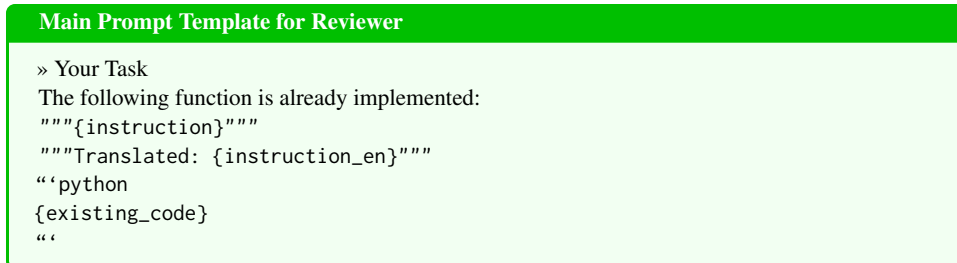 Main Prompt Template for Reviewer
» Your Task
The following function is already implemented:
"""{instruction}"""
"""Translated: {instruction_en}"""
“‘python
{existing_code}
“‘